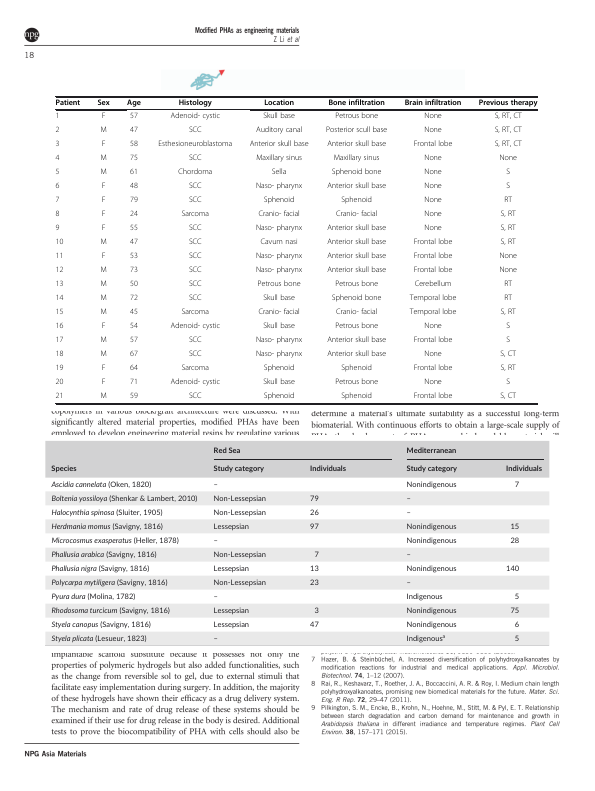 npg
Modified PHAs as engineering materials
Z Li et al
18
Patient Sex Age Histology Location Bone infiltration Brain infiltration Previous therapy
1 F 57 Adenoid- cystic Skull base Petrous bone None S, RT, CT
2 M 47 SCC Auditory canal Posterior scull base None S, RT, CT
3 F 58 Esthesioneuroblastoma Anterior skull base Anterior skull base Frontal lobe S, RT, CT
4 M 75 SCC Maxillary sinus Maxillary sinus None None
5 M 61 Chordoma Sella Sphenoid bone None S
6 F 48 SCC Naso- pharynx Anterior skull base None S
7 F 79 SCC Sphenoid Sphenoid None RT
8 F 24 Sarcoma Cranio- facial Cranio- facial None S, RT
9 F 55 SCC Naso- pharynx Anterior skull base None S, RT
10 M 47 SCC Cavum nasi Anterior skull base Frontal lobe S, RT
11 F 53 SCC Naso- pharynx Anterior skull base Frontal lobe None
12 M 73 SCC Naso- pharynx Anterior skull base Frontal lobe None
13 M 50 SCC Petrous bone Petrous bone Cerebellum RT
14 M 72 SCC Skull base Sphenoid bone Temporal lobe RT
15 M 45 Sarcoma Cranio- facial Cranio- facial Temporal lobe S, RT
16 F 54 Adenoid- cystic Skull base Petrous bone None S
17 M 57 SCC Naso- pharynx Anterior skull base Frontal lobe S
18 M 67 SCC Naso- pharynx Anterior skull base None S, CT
19 F 64 Sarcoma Sphenoid Sphenoid Frontal lobe S, RT
20 F 71 Adenoid- cystic Skull base Petrous bone None S
21 M 59 SCC Sphenoid Sphenoid Frontal lobe S, CT
copolymers in various block/graft architecture were discussed. With
significantly altered material properties, modified PHAs have been
employed to develop engineering material resins by regulating various
determine a material's ultimate suitability as a successful long-term
biomaterial. With continuous efforts to obtain a large-scale supply of
Red Sea Mediterranean
Species Study category Individuals Study category Individuals
Ascidia cannelata (Oken, 1820) – Nonindigenous 7
Boltenia yossiloya (Shenkar & Lambert, 2010) Non-Lessepsian 79 –
Halocynthia spinosa (Sluiter, 1905) Non-Lessepsian 26 –
Herdmania momus (Savigny, 1816) Lessepsian 97 Nonindigenous 15
Microcosmus exasperatus (Heller, 1878) – Nonindigenous 28
Phallusia arabica (Savigny, 1816) Non-Lessepsian 7 –
Phallusia nigra (Savigny, 1816) Lessepsian 13 Nonindigenous 140
Polycarpa mytiligera (Savigny, 1816) Non-Lessepsian 23 –
Pyura dura (Molina, 1782) – Indigenous 5
Rhodosoma turcicum (Savigny, 1816) Lessepsian 3 Nonindigenous 75
Styela canopus (Savigny, 1816) Lessepsian 47 Nonindigenous 6
Styela plicata (Lesueur, 1823) – Indigenousᵃ 5
implantable scaffold substitute because it possesses not only the
properties of polymeric hydrogels but also added functionalities, such
as the change from reversible sol to gel, due to external stimuli that
facilitate easy implementation during surgery. In addition, the majority
of these hydrogels have shown their efficacy as a drug delivery system.
The mechanism and rate of drug release of these systems should be
examined if their use for drug release in the body is desired. Additional
tests to prove the biocompatibility of PHA with cells should also be
7 Hazer, B. & Steinbüchel, A. Increased diversification of polyhydroxyalkanoates by
modification reactions for industrial and medical applications. Appl. Microbiol.
Biotechnol. 74, 1–12 (2007).
8 Rai, R., Keshavarz, T., Roether, J. A., Boccaccini, A. R. & Roy, I. Medium chain length
polyhydroxyalkanoates, promising new biomedical materials for the future. Mater. Sci.
Eng. R Rep. 72, 29–47 (2011).
9 Pilkington, S. M., Encke, B., Krohn, N., Hoehne, M., Stitt, M. & Pyl, E. T. Relationship
between starch degradation and carbon demand for maintenance and growth in
Arabidopsis thaliana in different irradiance and temperature regimes. Plant Cell
Environ. 38, 157–171 (2015).
NPG Asia Materials